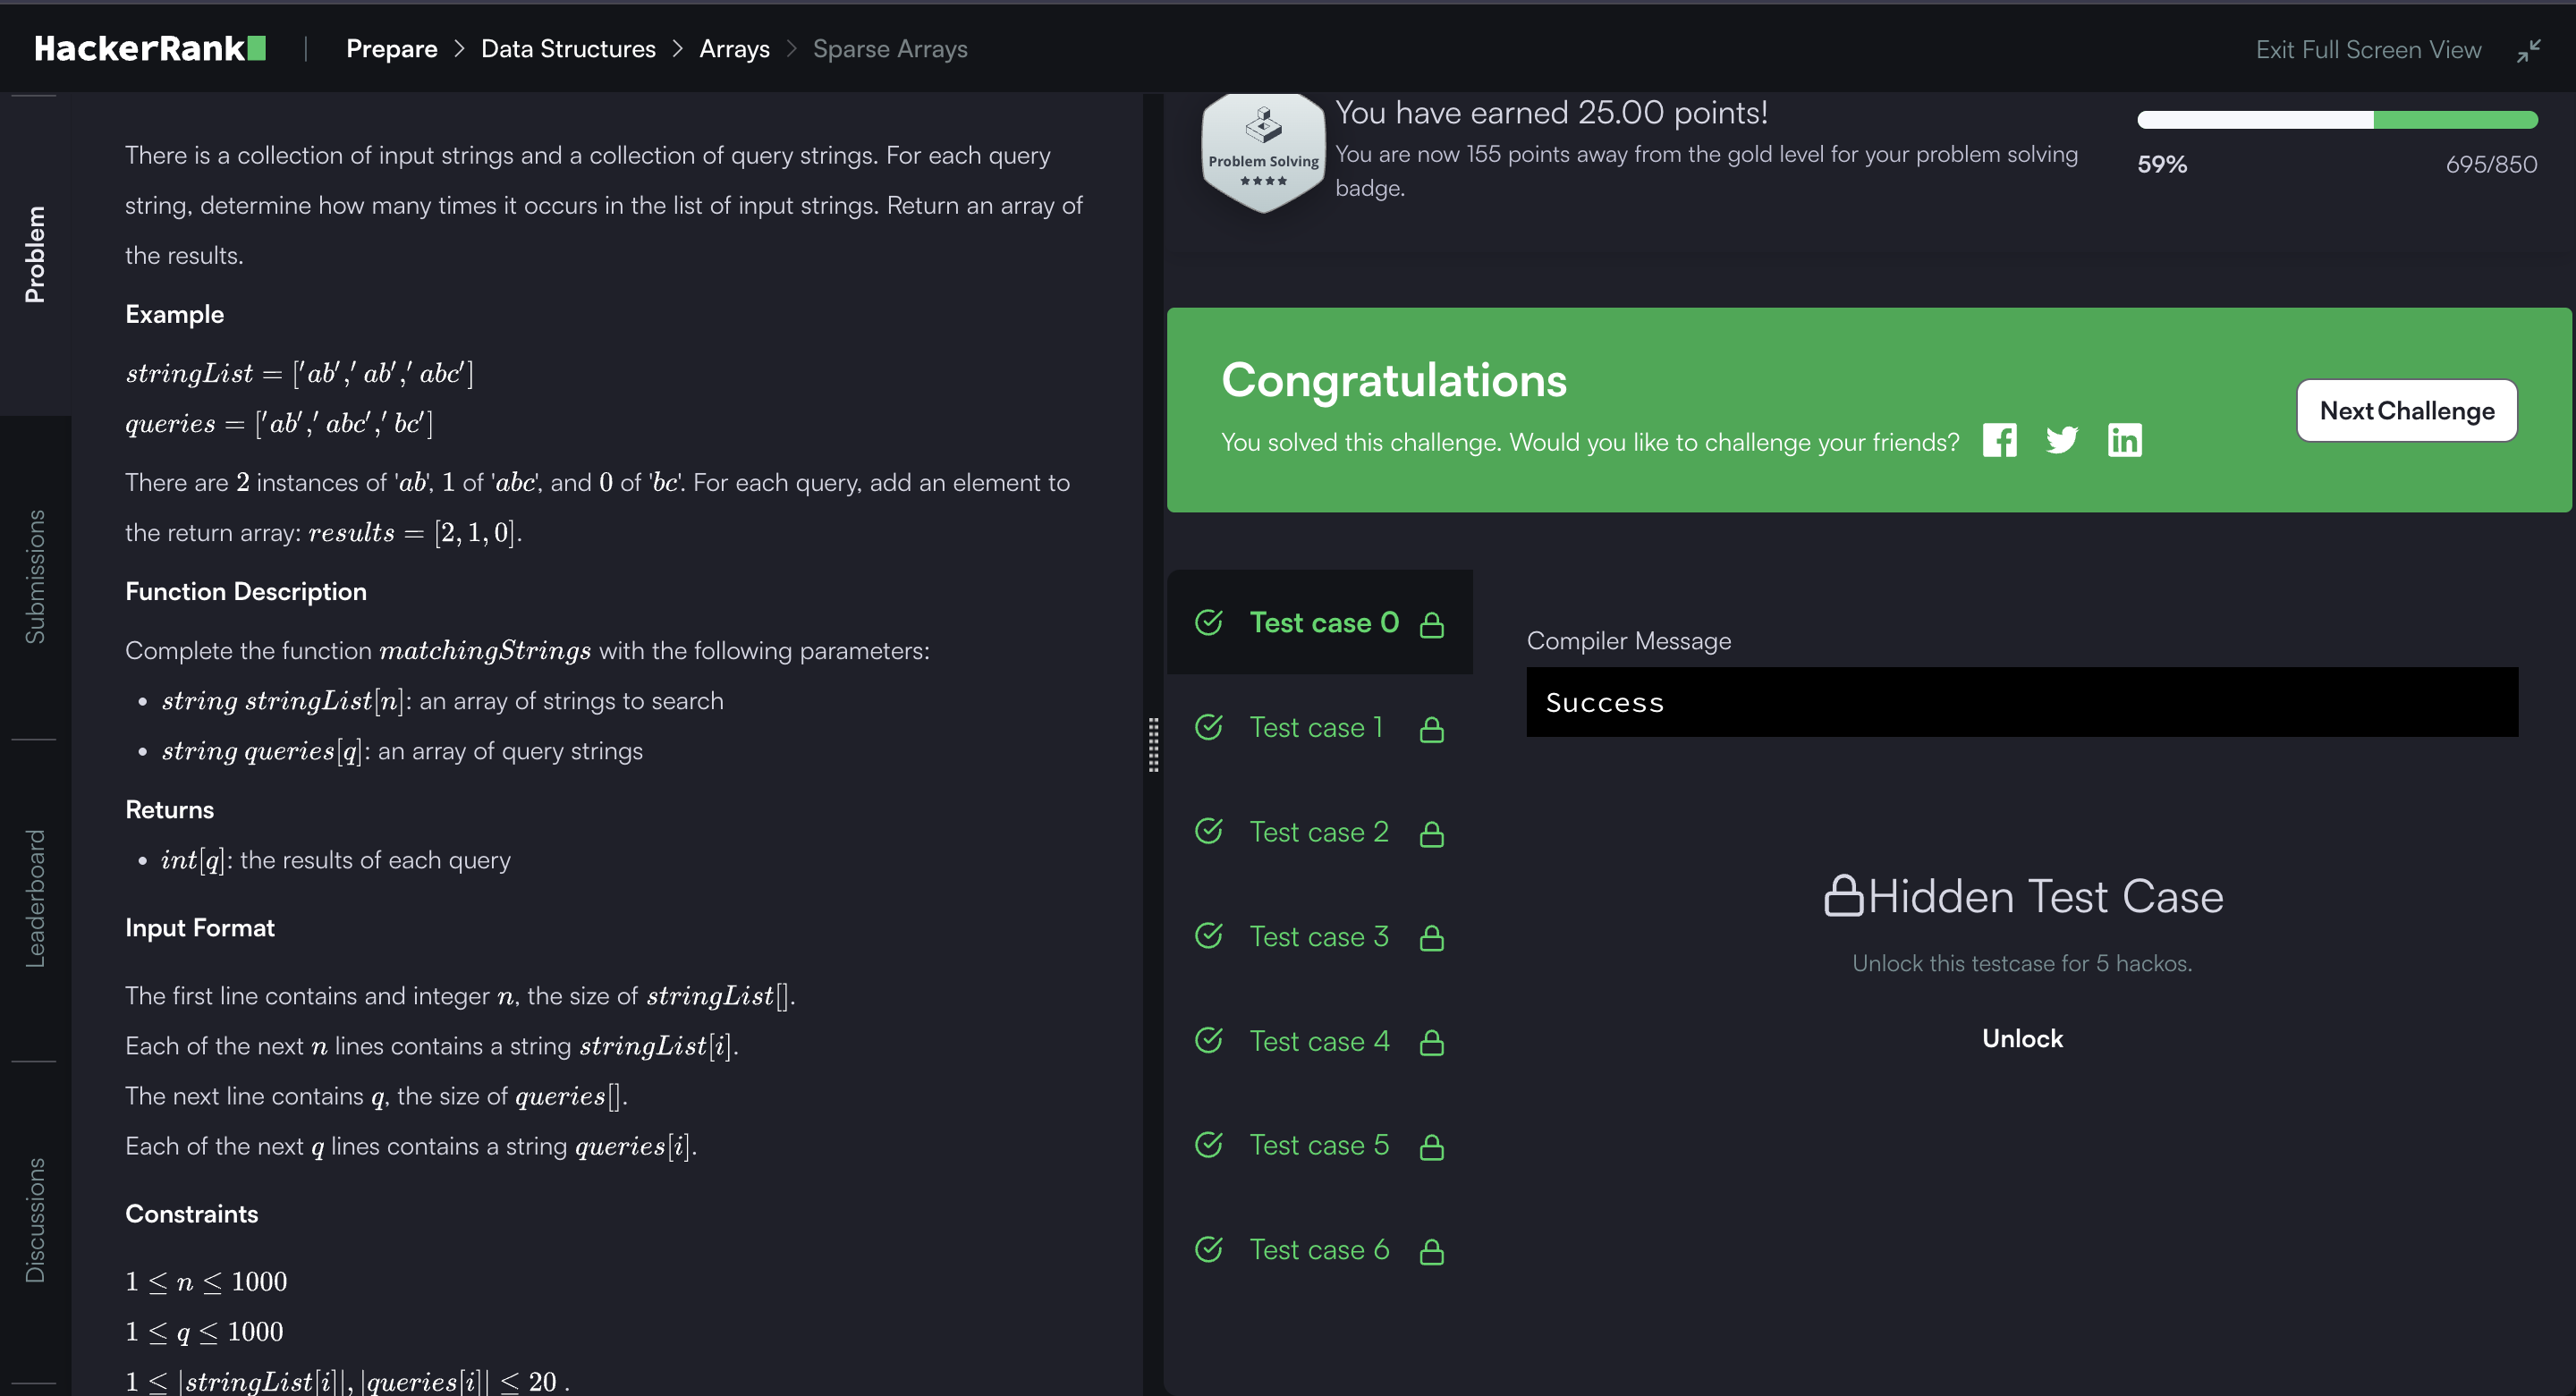 HackerRank
Prepare > Data Structures > Arrays > Sparse Arrays
Exit Full Screen View
Problem
Submissions
Leaderboard
Discussions
There is a collection of input strings and a collection of query strings. For each query
string, determine how many times it occurs in the list of input strings. Return an array of
the results.
Example
stringList = ['ab',' ab',' abc']
queries = ['ab',' abc',' bc']
There are 2 instances of 'ab', 1 of 'abc', and 0 of 'bc'. For each query, add an element to
the return array: results = [2, 1, 0].
Function Description
Complete the function matchingStrings with the following parameters:
• string stringList[n]: an array of strings to search
• string queries[q]: an array of query strings
Returns
• int[q]: the results of each query
Input Format
The first line contains and integer n, the size of stringList[].
Each of the next n lines contains a string stringList[i].
The next line contains q, the size of queries[].
Each of the next q lines contains a string queries[i].
Constraints
1 ≤ n ≤ 1000
1 ≤ q ≤ 1000
1 ≤ |stringList[i]|, |queries[i]| ≤ 20 .
Problem Solving
You have earned 25.00 points!
You are now 155 points away from the gold level for your problem solving
badge.
59%
695/850
Congratulations
You solved this challenge. Would you like to challenge your friends?
Next Challenge
Test case 0
Test case 1
Test case 2
Test case 3
Test case 4
Test case 5
Test case 6
Compiler Message
Success
Hidden Test Case
Unlock this testcase for 5 hackos.
Unlock